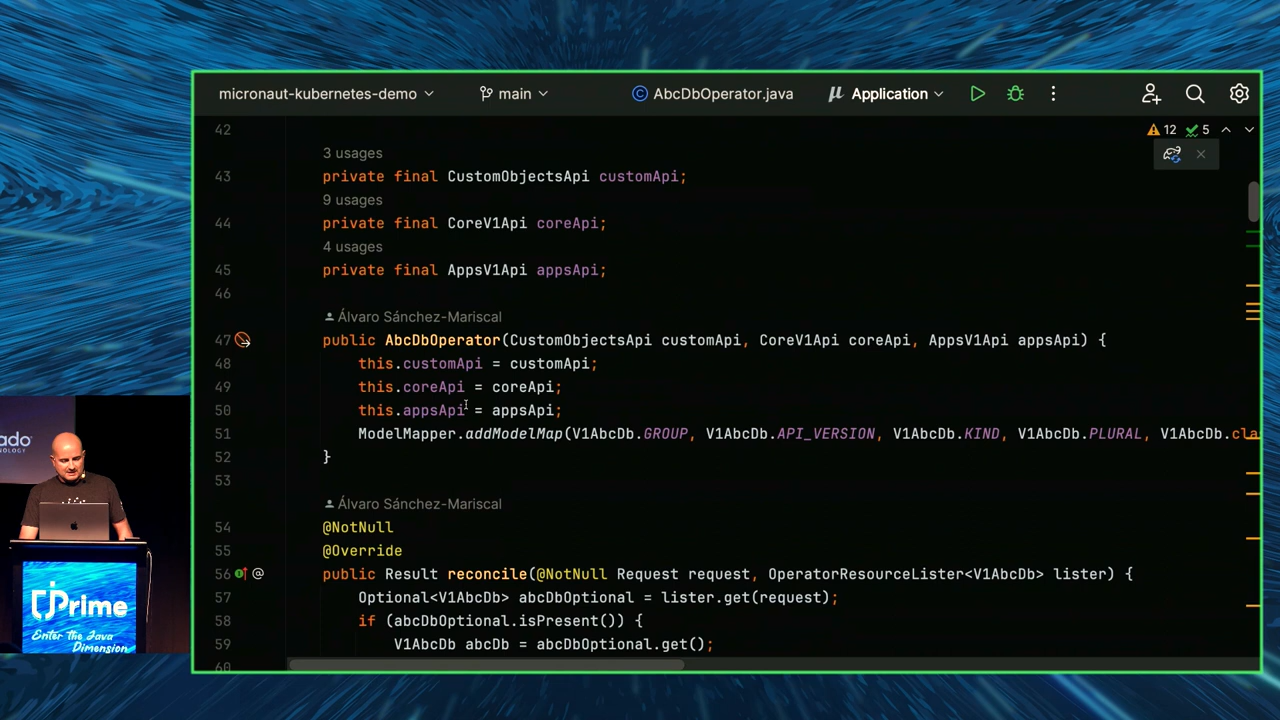 micronaut-kubernetes-demo
main
AbcDbOperator.java
Application
42
12
5
3 usages
43 private final CustomObjectsApi customApi;
9 usages
44 private final CoreV1Api coreApi;
4 usages
45 private final AppsV1Api appsApi;
46
Álvaro Sánchez-Mariscal
47 public AbcDbOperator(CustomObjectsApi customApi, CoreV1Api coreApi, AppsV1Api appsApi) {
48 this.customApi = customApi;
49 this.coreApi = coreApi;
50 this.appsApi = appsApi;
51 ModelMapper.addModelMap(V1AbcDb.GROUP, V1AbcDb.API_VERSION, V1AbcDb.KIND, V1AbcDb.PLURAL, V1AbcDb.cla
52 }
53
Álvaro Sánchez-Mariscal
54 @NotNull
55 @Override
56 public Result reconcile(@NotNull Request request, OperatorResourceLister<V1AbcDb> lister) {
57 Optional<V1AbcDb> abcDbOptional = lister.get(request);
58 if (abcDbOptional.isPresent()) {
59 V1AbcDb abcDb = abcDbOptional.get();
60
ado
NOLOGY
jPrime
Enter the Java
Dimension